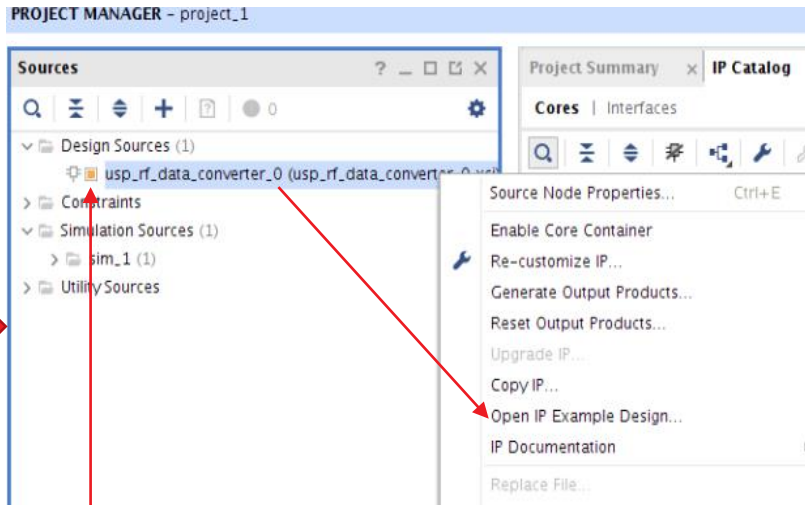 PROJECT MANAGER - project_1
Sources
? _
Project Summary × IP Catalog
0
Cores | Interfaces
Design Sources (1)
usp_rf_data_converter_0 (usp_rf_data_converter_0.xci)
Constraints
Simulation Sources (1)
sim_1 (1)
Utility Sources
Source Node Properties... Ctrl+E
Enable Core Container
Re-customize IP...
Generate Output Products...
Reset Output Products...
Upgrade IP...
Copy IP...
Open IP Example Design...
IP Documentation
Replace File...